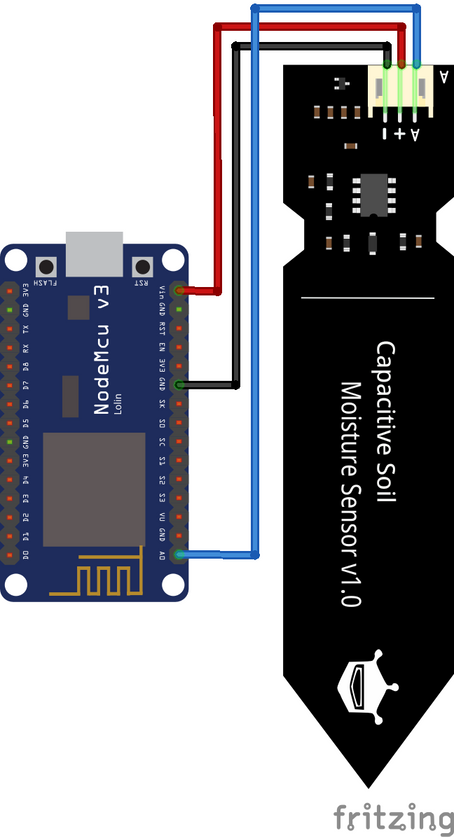 A
- + A
FLASH
RST
NodeMcu v3
Lolin
3V3
GND
TX
RX
D8
D7
D6
D5
GND
3V3
D4
D3
D2
D1
D0
Vin
GND
RST
EN
3V3
GND
SK
SO
SC
S1
S2
S3
VU
GND
A0
Capacitive Soil
Moisture Sensor v1.0
fritzing